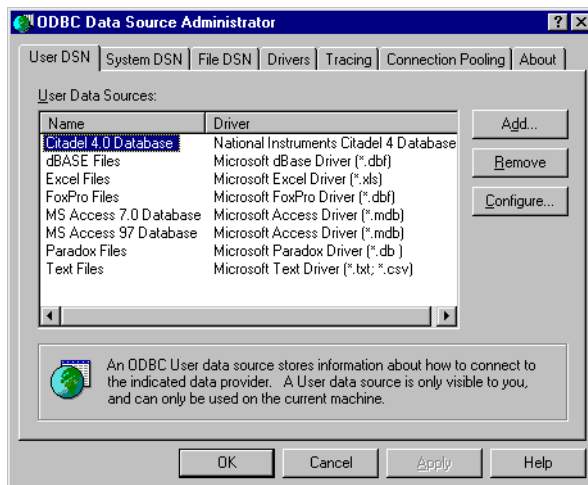 ODBC Data Source Administrator
User DSN System DSN File DSN Drivers Tracing Connection Pooling About
User Data Sources:
Name Driver
Citadel 4.0 Database National Instruments Citadel 4 Database
dBASE Files Microsoft dBase Driver (*.dbf)
Excel Files Microsoft Excel Driver (*.xls)
FoxPro Files Microsoft FoxPro Driver (*.dbf)
MS Access 7.0 Database Microsoft Access Driver (*.mdb)
MS Access 97 Database Microsoft Access Driver (*.mdb)
Paradox Files Microsoft Paradox Driver (*.db )
Text Files Microsoft Text Driver (*.txt; *.csv)
Add...
Remove
Configure...
An ODBC User data source stores information about how to connect to
the indicated data provider. A User data source is only visible to you,
and can only be used on the current machine.
OK Cancel Apply Help